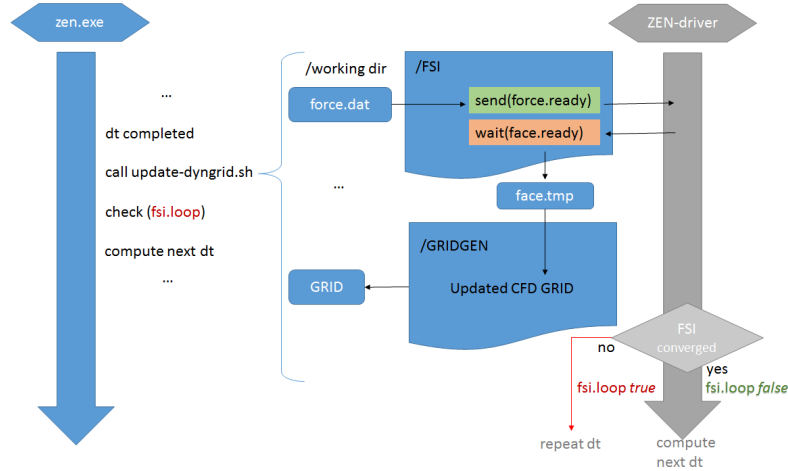 zen.exe
ZEN-driver
...
dt completed
call update-dyngrid.sh
check (fsi.loop)
compute next dt
...
/working dir
force.dat
...
GRID
/FSI
send(force.ready)
wait(face.ready)
face.tmp
/GRIDGEN
Updated CFD GRID
FSI
converged
no
fsi.loop true
repeat dt
yes
fsi.loop false
compute
next dt